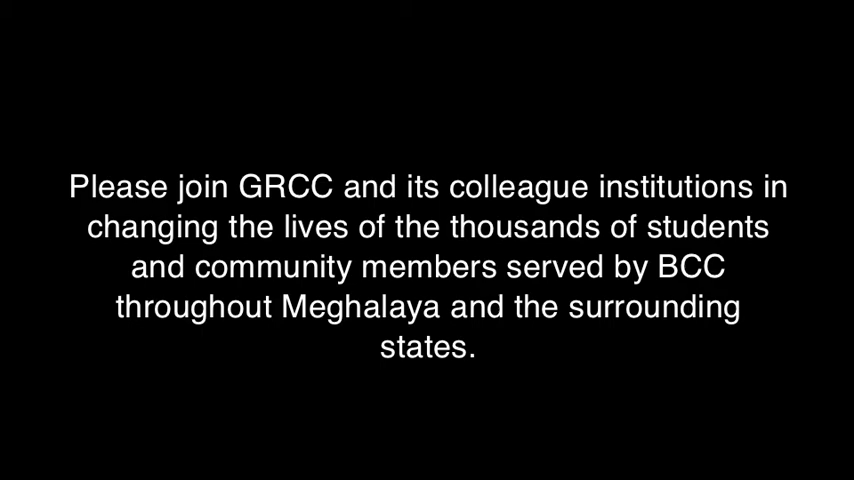 Please join GRCC and its colleague institutions in
changing the lives of the thousands of students
and community members served by BCC
throughout Meghalaya and the surrounding
states.